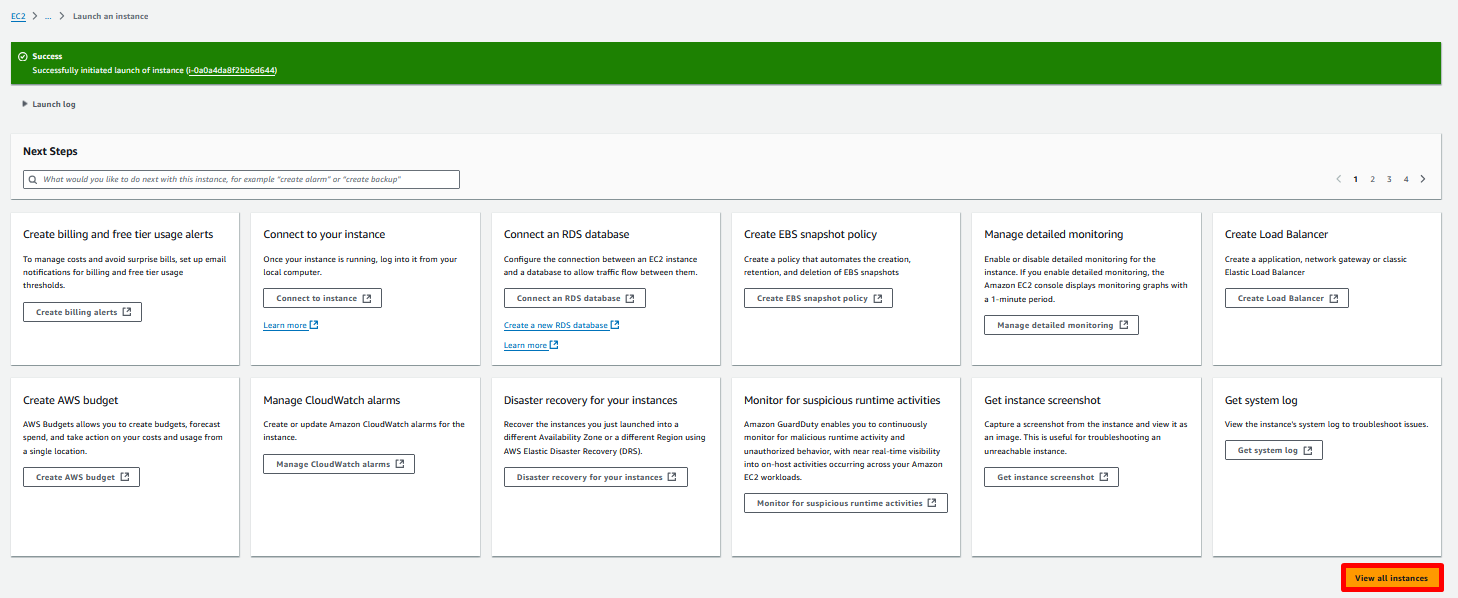 EC2 > ... > Launch an instance
Success
Successfully initiated launch of instance (i-0a0a4da8f2bb6d644)
Launch log
Next Steps
What would you like to do next with this instance, for example "create alarm" or "create backup"
< 1 2 3 4 >
Create billing and free tier usage alerts
To manage costs and avoid surprise bills, set up email
notifications for billing and free tier usage
thresholds.
Create billing alerts
Connect to your instance
Once your instance is running, log into it from your
local computer.
Connect to instance
Learn more
Connect an RDS database
Configure the connection between an EC2 instance
and a database to allow traffic flow between them.
Connect an RDS database
Create a new RDS database
Learn more
Create EBS snapshot policy
Create a policy that automates the creation,
retention, and deletion of EBS snapshots
Create EBS snapshot policy
Manage detailed monitoring
Enable or disable detailed monitoring for the
instance. If you enable detailed monitoring, the
Amazon EC2 console displays monitoring graphs with
a 1-minute period.
Manage detailed monitoring
Create Load Balancer
Create a application, network gateway or classic
Elastic Load Balancer
Create Load Balancer
Create AWS budget
AWS Budgets allows you to create budgets, forecast
spend, and take action on your costs and usage from
a single location.
Create AWS budget
Manage CloudWatch alarms
Create or update Amazon CloudWatch alarms for the
instance.
Manage CloudWatch alarms
Disaster recovery for your instances
Recover the instances you just launched into a
different Availability Zone or a different Region using
AWS Elastic Disaster Recovery (DRS).
Disaster recovery for your instances
Monitor for suspicious runtime activities
Amazon GuardDuty enables you to continuously
monitor for malicious runtime activity and
unauthorized behavior, with near real-time visibility
into on-host activities occurring across your Amazon
EC2 workloads.
Monitor for suspicious runtime activities
Get instance screenshot
Capture a screenshot from the instance and view it as
an image. This is useful for troubleshooting an
unreachable instance.
Get instance screenshot
Get system log
View the instance's system log to troubleshoot issues.
Get system log
View all instances